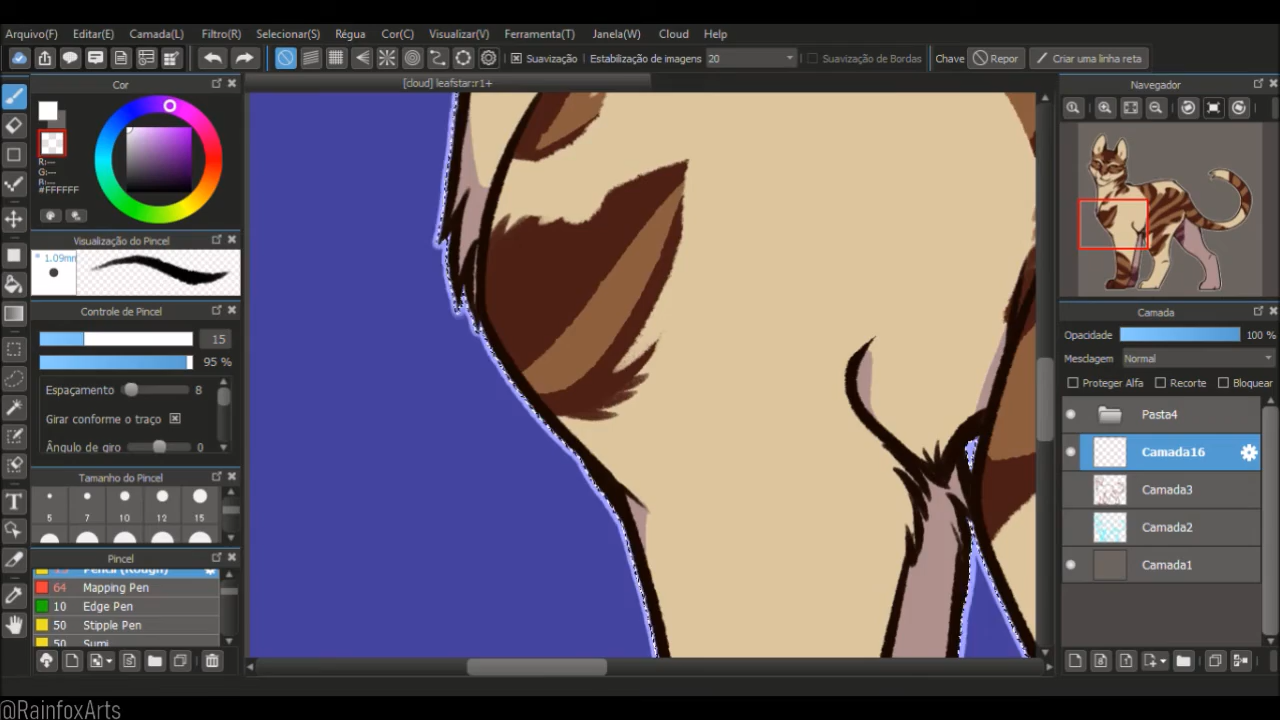 Arquivo(F) Editar(E) Camada(L) Filtro(R) Selecionar(S) Régua Cor(C) Visualizar(V) Ferramenta(T) Janela(W) Cloud Help
Suavização Estabilização de imagens 20 Suavização de Bordas Chave Repor Criar uma linha reta
Cor
[cloud] leafstar:r1+
Navegador
R:---
G:---
R:---
#FFFFFF
Visualização do Pincel
* 1.09mm
Controle de Pincel
15
95 %
Espaçamento 8
Girar conforme o traço
Ângulo de giro 0
Tamanho do Pincel
5 7 10 12 15
Pincel
15 Pencil (Rough)
64 Mapping Pen
10 Edge Pen
50 Stipple Pen
50 Sumi
Camada
Opacidade 100 %
Mesclagem Normal
Proteger Alfa Recorte Bloquear
Pasta4
Camada16
Camada3
Camada2
Camada1
@RainfoxArts